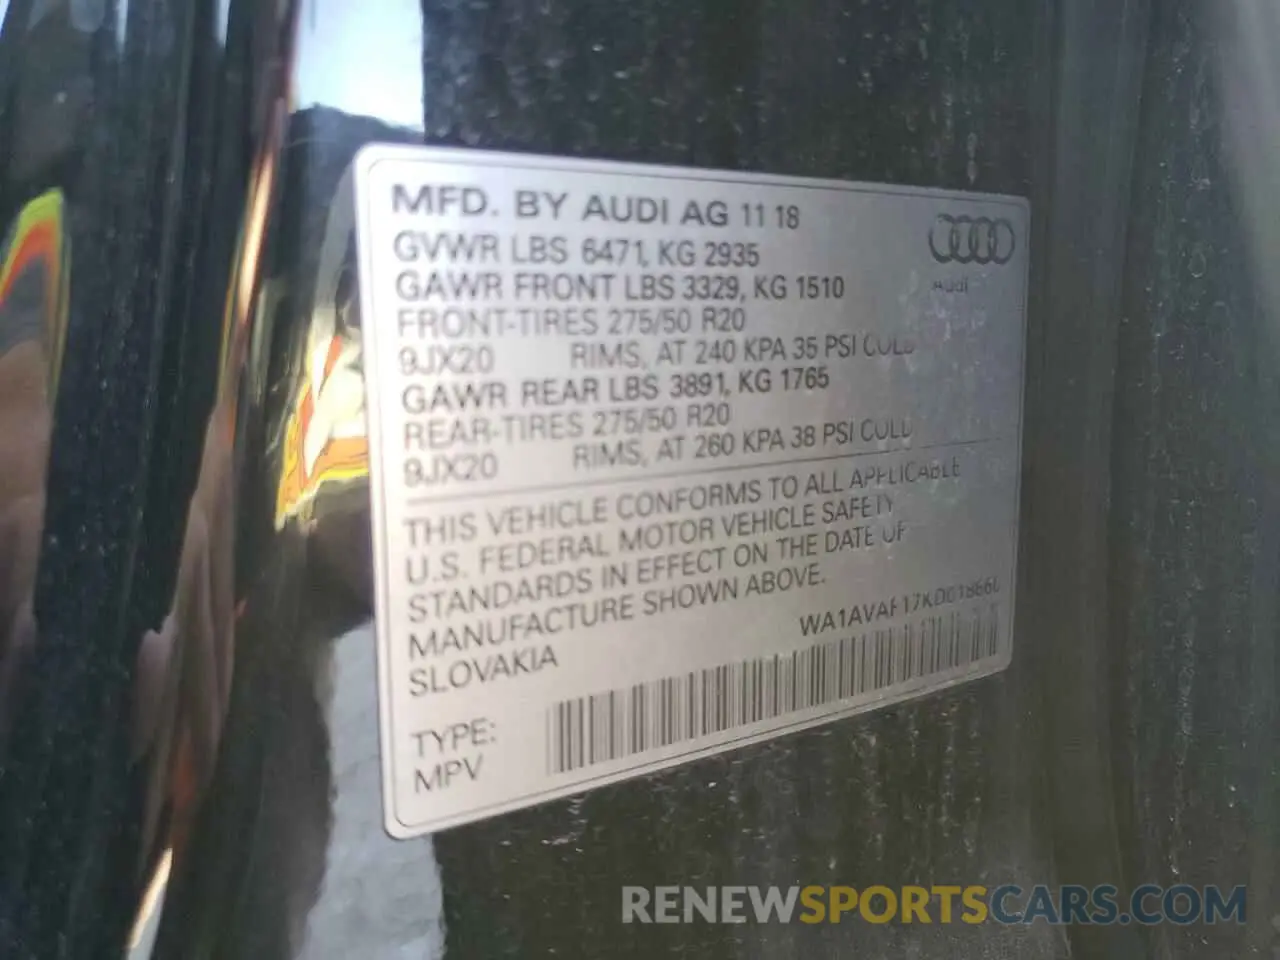 MFD. BY AUDI AG 11 18
GVWR LBS 6471, KG 2935
GAWR FRONT LBS 3329, KG 1510
FRONT-TIRES 275/50 R20
9JX20 RIMS, AT 240 KPA 35 PSI COLD
GAWR REAR LBS 3891, KG 1765
REAR-TIRES 275/50 R20
9JX20 RIMS, AT 260 KPA 38 PSI COLD
Audi
THIS VEHICLE CONFORMS TO ALL APPLICABLE
U.S. FEDERAL MOTOR VEHICLE SAFETY
STANDARDS IN EFFECT ON THE DATE OF
MANUFACTURE SHOWN ABOVE.
SLOVAKIA
TYPE:
MPV
RENEWSPORTSCARS.COM